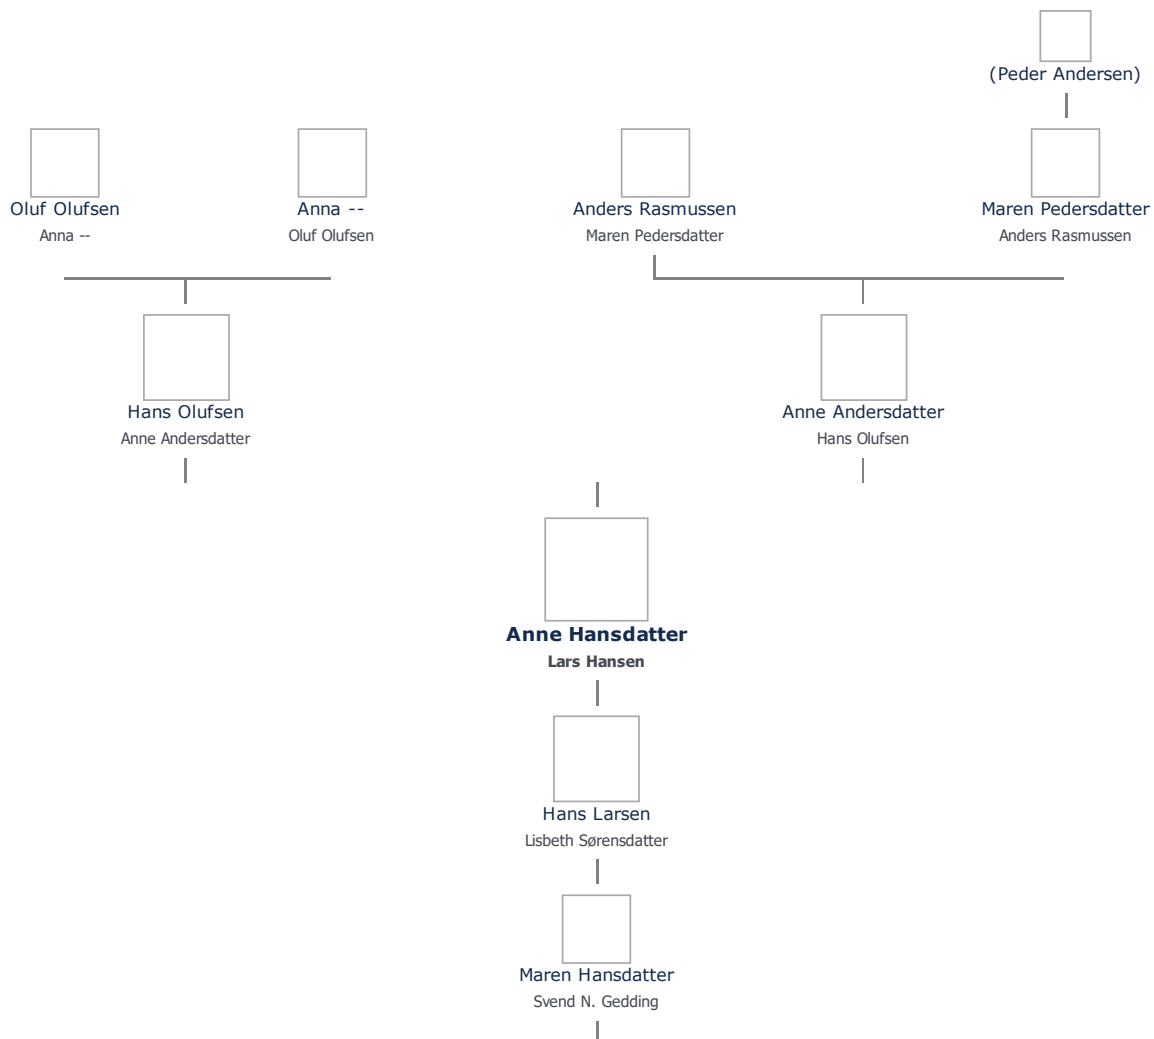 (Peder Andersen)
Oluf Olufsen
Anna --
Anna --
Oluf Olufsen
Anders Rasmussen
Maren Pedersdatter
Maren Pedersdatter
Anders Rasmussen
Hans Olufsen
Anne Andersdatter
Anne Andersdatter
Hans Olufsen
Anne Hansdatter
Lars Hansen
Hans Larsen
Lisbeth Sørensdatter
Maren Hansdatter
Svend N. Gedding